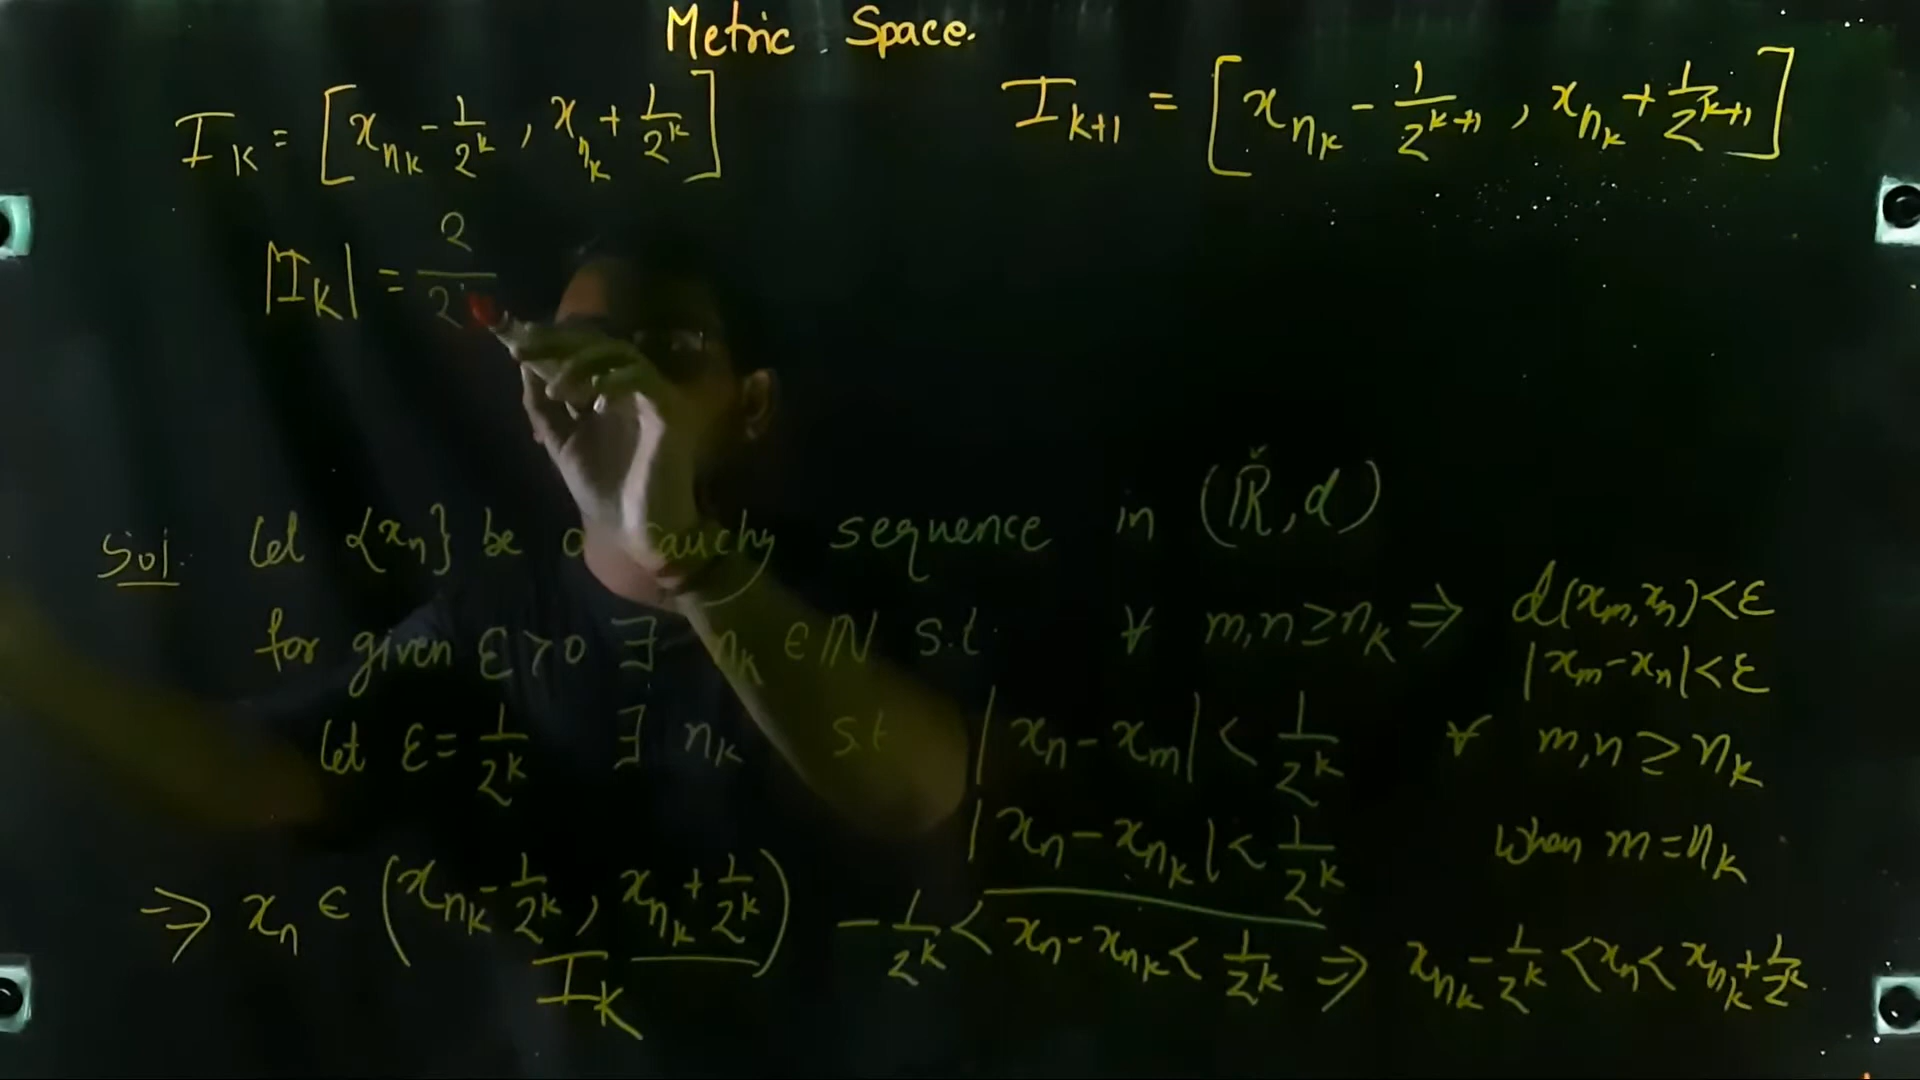 Metric Space.
I_k = [x_{n_k} - 1/2^k , x_{n_k} + 1/2^k]
I_{k+1} = [x_{n_k} - 1/2^{k+1} , x_{n_k} + 1/2^{k+1}]
|I_k| = 2/2
Sol. Let {x_n} be a Cauchy sequence in (ℝ, d)
for given ε>0 ∃ n_k ∈ ℕ s.t. ∀ m,n ≥ n_k ⇒ d(x_m, x_n) < ε
|x_m - x_n| < ε
Let ε = 1/2^k ∃ n_k s.t |x_n - x_m| < 1/2^k ∀ m,n ≥ n_k
|x_n - x_{n_k}| < 1/2^k when m = n_k
⇒ x_n ∈ (x_{n_k} - 1/2^k , x_{n_k} + 1/2^k) -1/2^k < x_n - x_{n_k} < 1/2^k ⇒ x_{n_k} - 1/2^k < x_n < x_{n_k} + 1/2^k
I_k